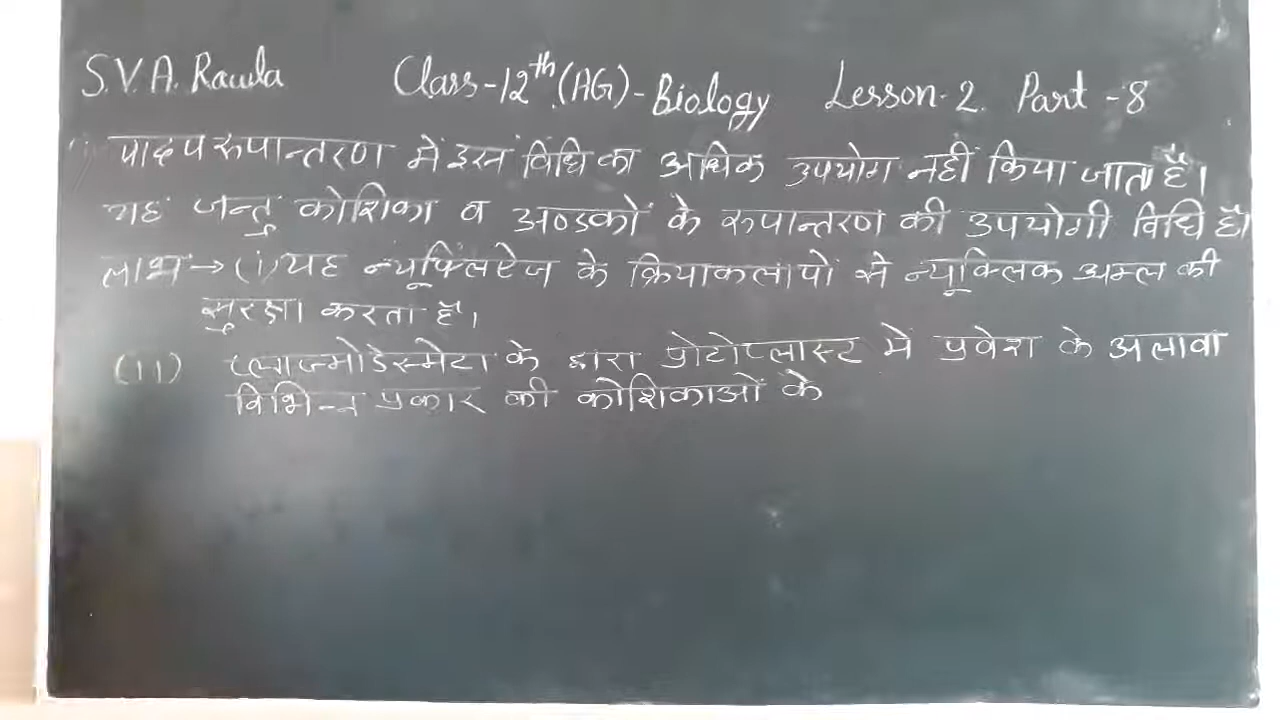 S.V.A. Rawla Class-12th (AG) - Biology Lesson-2. Part -8
पादप रुपान्तरण में इस विधि का अधिक उपयोग नहीं किया जाता है।
यह जन्तु कोशिका व अण्डकों के रुपान्तरण की उपयोगी विधि है।
लाभ → (i) यह न्यूक्लिऐज के क्रियाकलापों से न्यूक्लिक अम्ल की
सुरक्षा करता है।
(ii) प्लाज्मोडेस्मेटा के द्वारा प्रोटोप्लास्ट में प्रवेश के अलावा
विभिन्न प्रकार की कोशिकाओं के